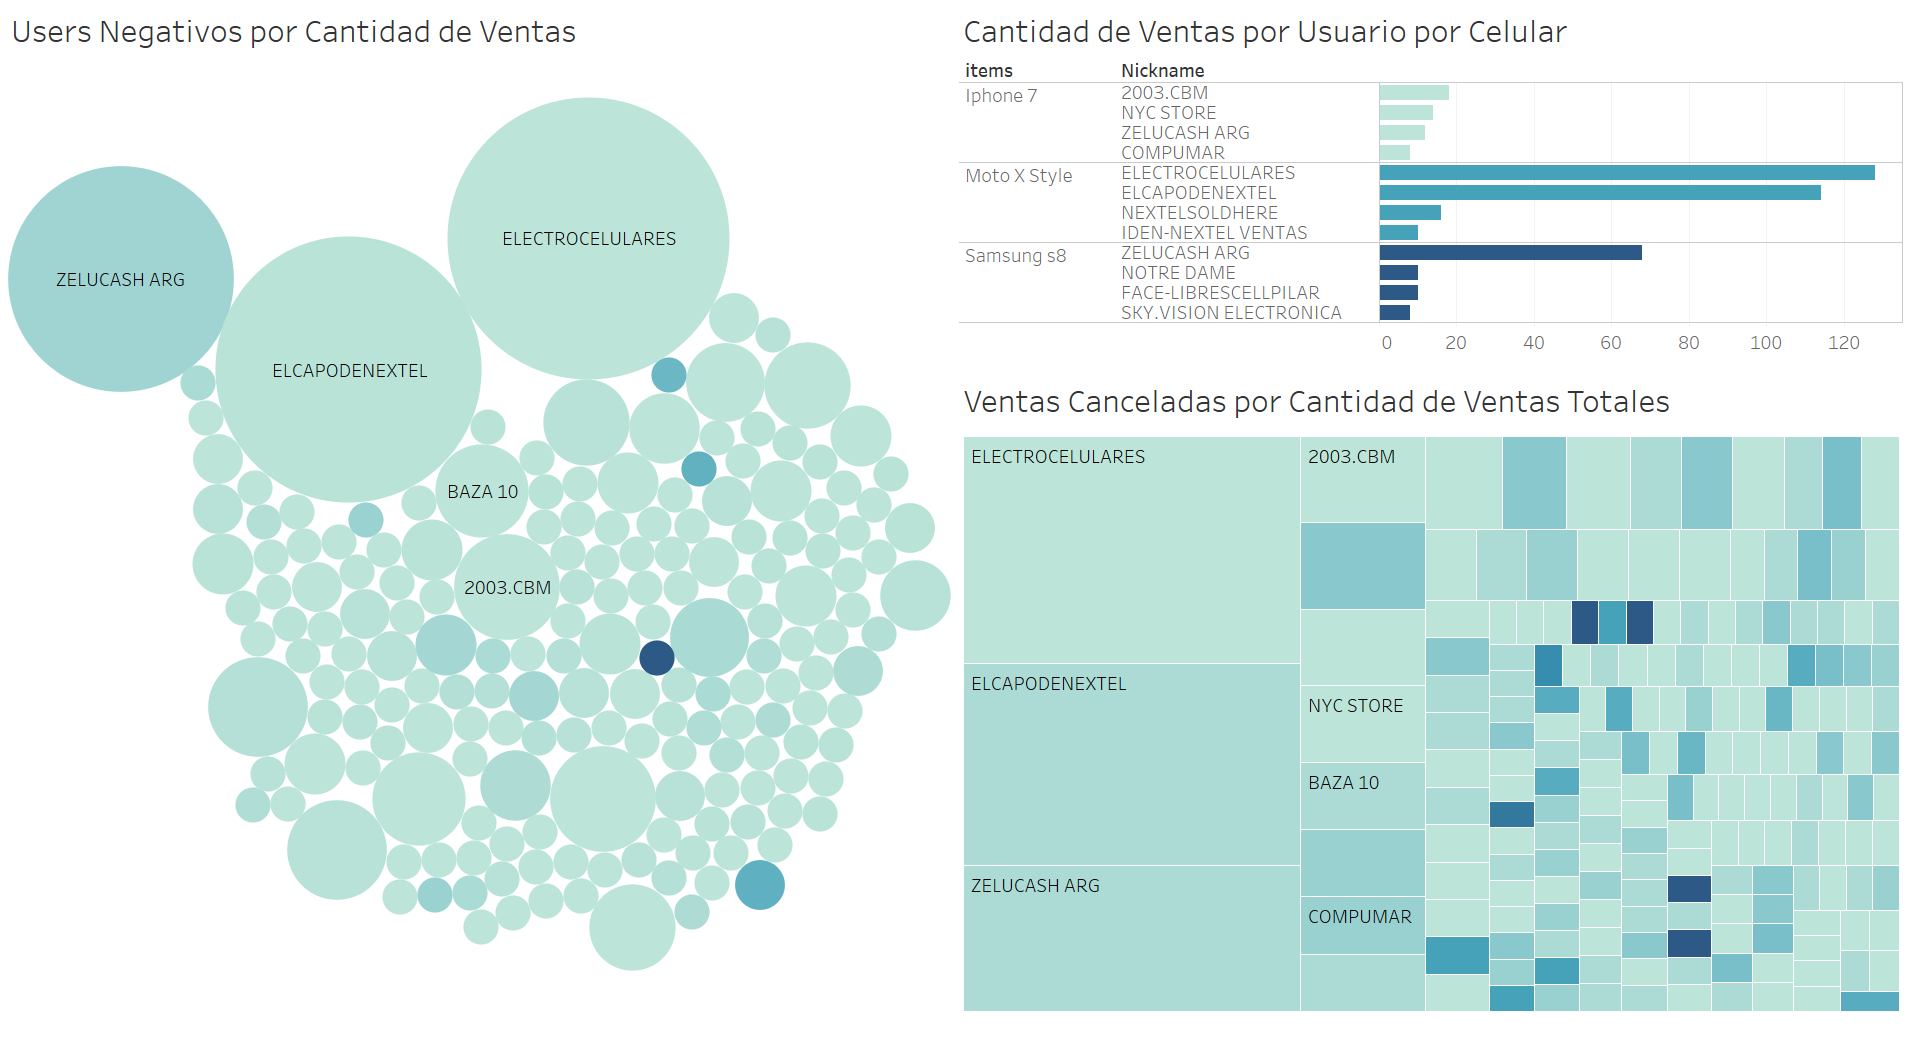 Users Negativos por Cantidad de Ventas
ZELUCASH ARG
ELCAPODENEXTEL
ELECTROCELULARES
BAZA 10
2003.CBM
Cantidad de Ventas por Usuario por Celular
items Nickname
Iphone 7 2003.CBM
NYC STORE
ZELUCASH ARG
COMPUMAR
Moto X Style ELECTROCELULARES
ELCAPODENEXTEL
NEXTELSOLDHERE
IDEN-NEXTEL VENTAS
Samsung s8 ZELUCASH ARG
NOTRE DAME
FACE-LIBRESCELLPILAR
SKY.VISION ELECTRONICA
0 20 40 60 80 100 120
Ventas Canceladas por Cantidad de Ventas Totales
ELECTROCELULARES
ELCAPODENEXTEL
ZELUCASH ARG
2003.CBM
NYC STORE
BAZA 10
COMPUMAR